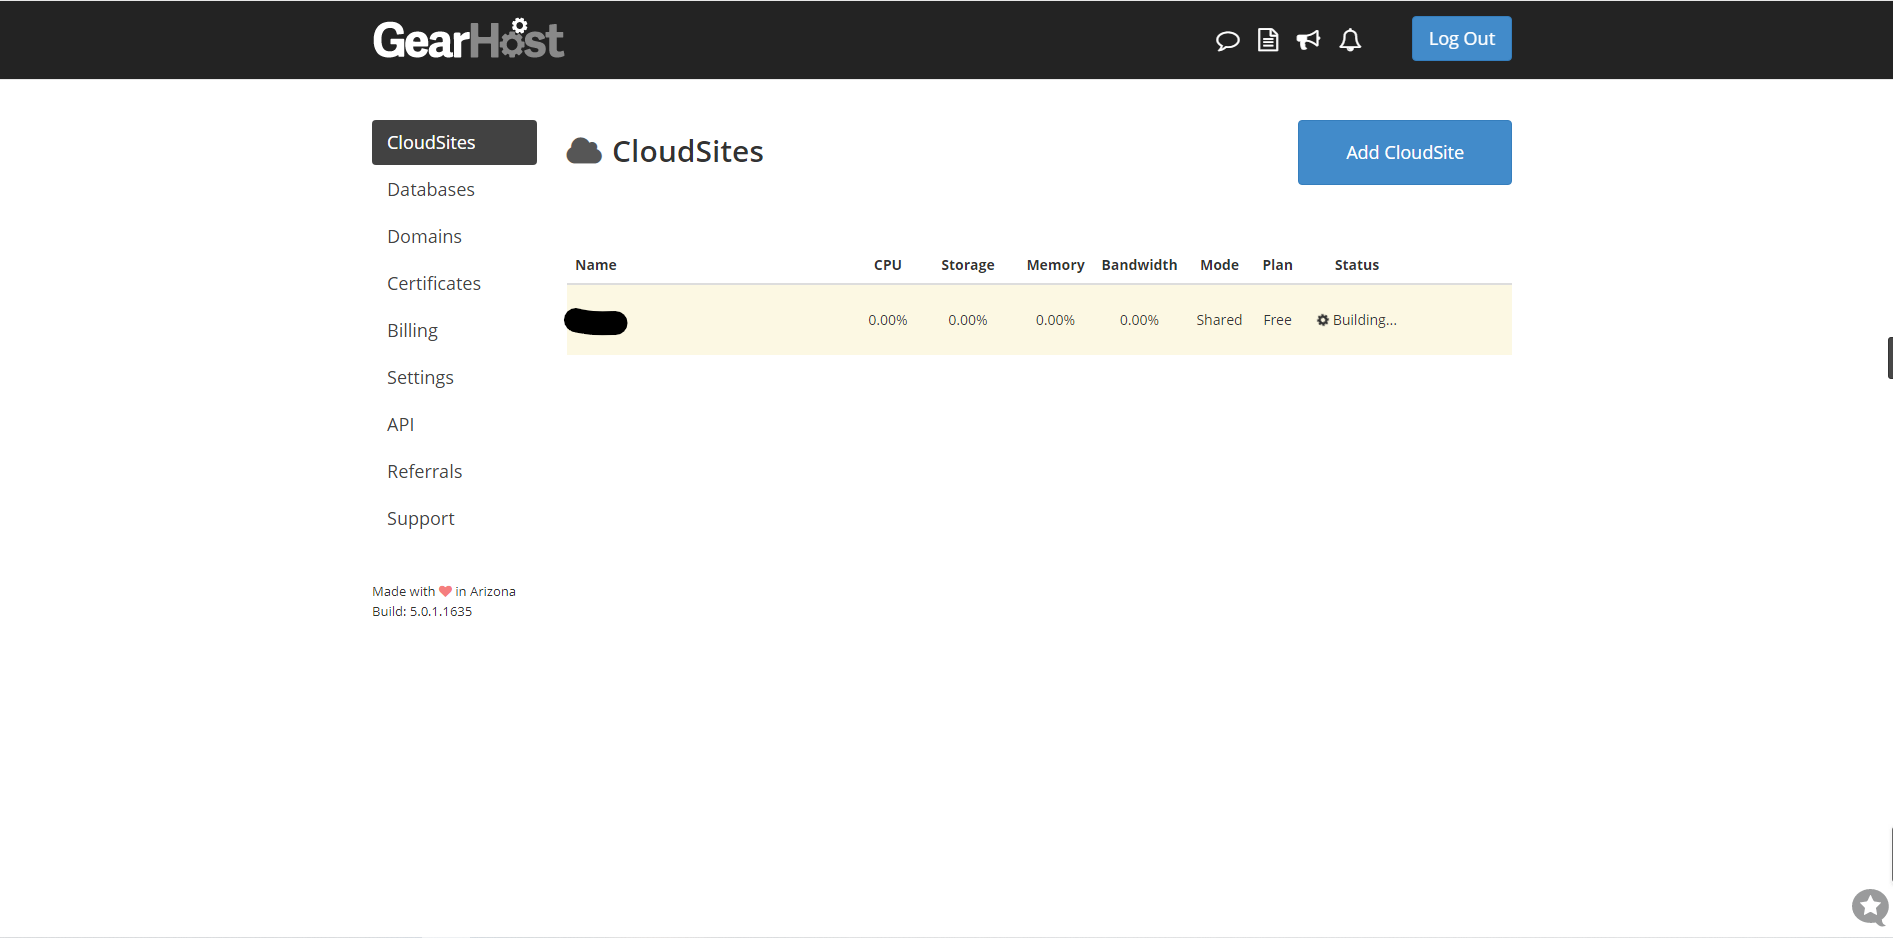 GearHost
Log Out
CloudSites
Databases
Domains
Certificates
Billing
Settings
API
Referrals
Support
Made with in Arizona
Build: 5.0.1.1635
CloudSites
Add CloudSite
Name CPU Storage Memory Bandwidth Mode Plan Status
0.00% 0.00% 0.00% 0.00% Shared Free Building...